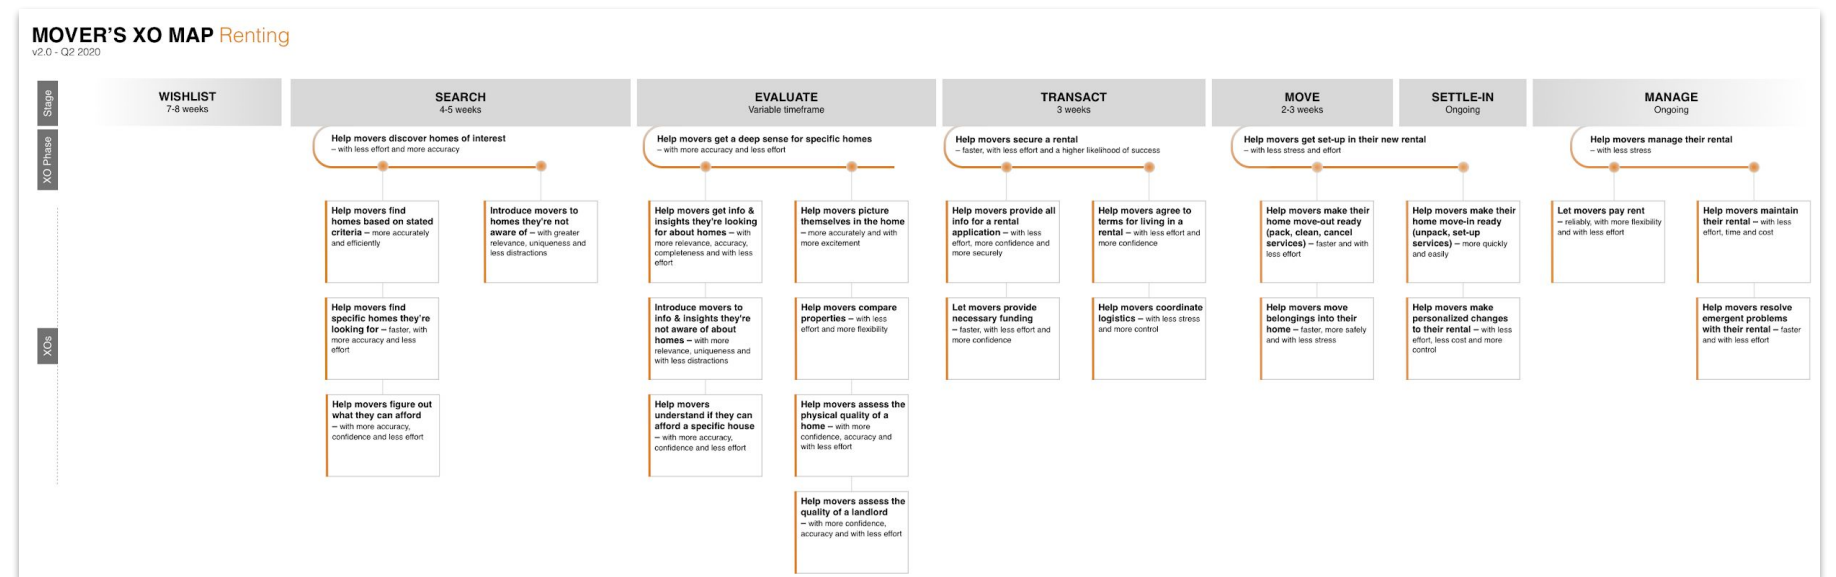 MOVER'S XO MAP Renting
v2.0 - Q2 2020
Stage
WISHLIST
7-8 weeks
SEARCH
4-5 weeks
EVALUATE
Variable timeframe
TRANSACT
3 weeks
MOVE
2-3 weeks
SETTLE-IN
Ongoing
MANAGE
Ongoing
XO Phase
Help movers discover homes of interest
– with less effort and more accuracy
Help movers get a deep sense for specific homes
– with more accuracy and less effort
Help movers secure a rental
– faster, with less effort and a higher likelihood of success
Help movers get set-up in their new rental
– with less stress and effort
Help movers manage their rental
– with less stress
XOs
Help movers find
homes based on stated
criteria – more accurately
and efficiently
Help movers find
specific homes they're
looking for – faster, with
more accuracy and less
effort
Help movers figure out
what they can afford
– with more accuracy,
confidence and less effort
Introduce movers to
homes they're not
aware of – with greater
relevance, uniqueness and
less distractions
Help movers get info &
insights they're looking
for about homes – with
more relevance, accuracy,
completeness and with less
effort
Introduce movers to
info & insights they're
not aware of about
homes – with more
relevance, uniqueness and
with less distractions
Help movers
understand if they can
afford a specific house
– with more accuracy,
confidence and less effort
Help movers picture
themselves in the home
– more accurately and with
more excitement
Help movers compare
properties – with less
effort and more flexibility
Help movers assess the
physical quality of a
home – with more
confidence, accuracy and
with less effort
Help movers assess the
quality of a landlord
– with more confidence,
accuracy and with less effort
Help movers provide all
info for a rental
application – with less
effort, more confidence and
more securely
Let movers provide
necessary funding
– faster, with less effort and
more confidence
Help movers agree to
terms for living in a
rental – with less effort and
more confidence
Help movers coordinate
logistics – with less stress
and more control
Help movers make their
home move-out ready
(pack, clean, cancel
services) – faster and with
less effort
Help movers move
belongings into their
home – faster, more safely
and with less stress
Help movers make their
home move-in ready
(unpack, set-up
services) – more quickly
and easily
Help movers make
personalized changes
to their rental – with less
effort, less cost and more
control
Let movers pay rent
– reliably, with more flexibility
and with less effort
Help movers maintain
their rental – with less
effort, time and cost
Help movers resolve
emergent problems
with their rental – faster
and with less effort